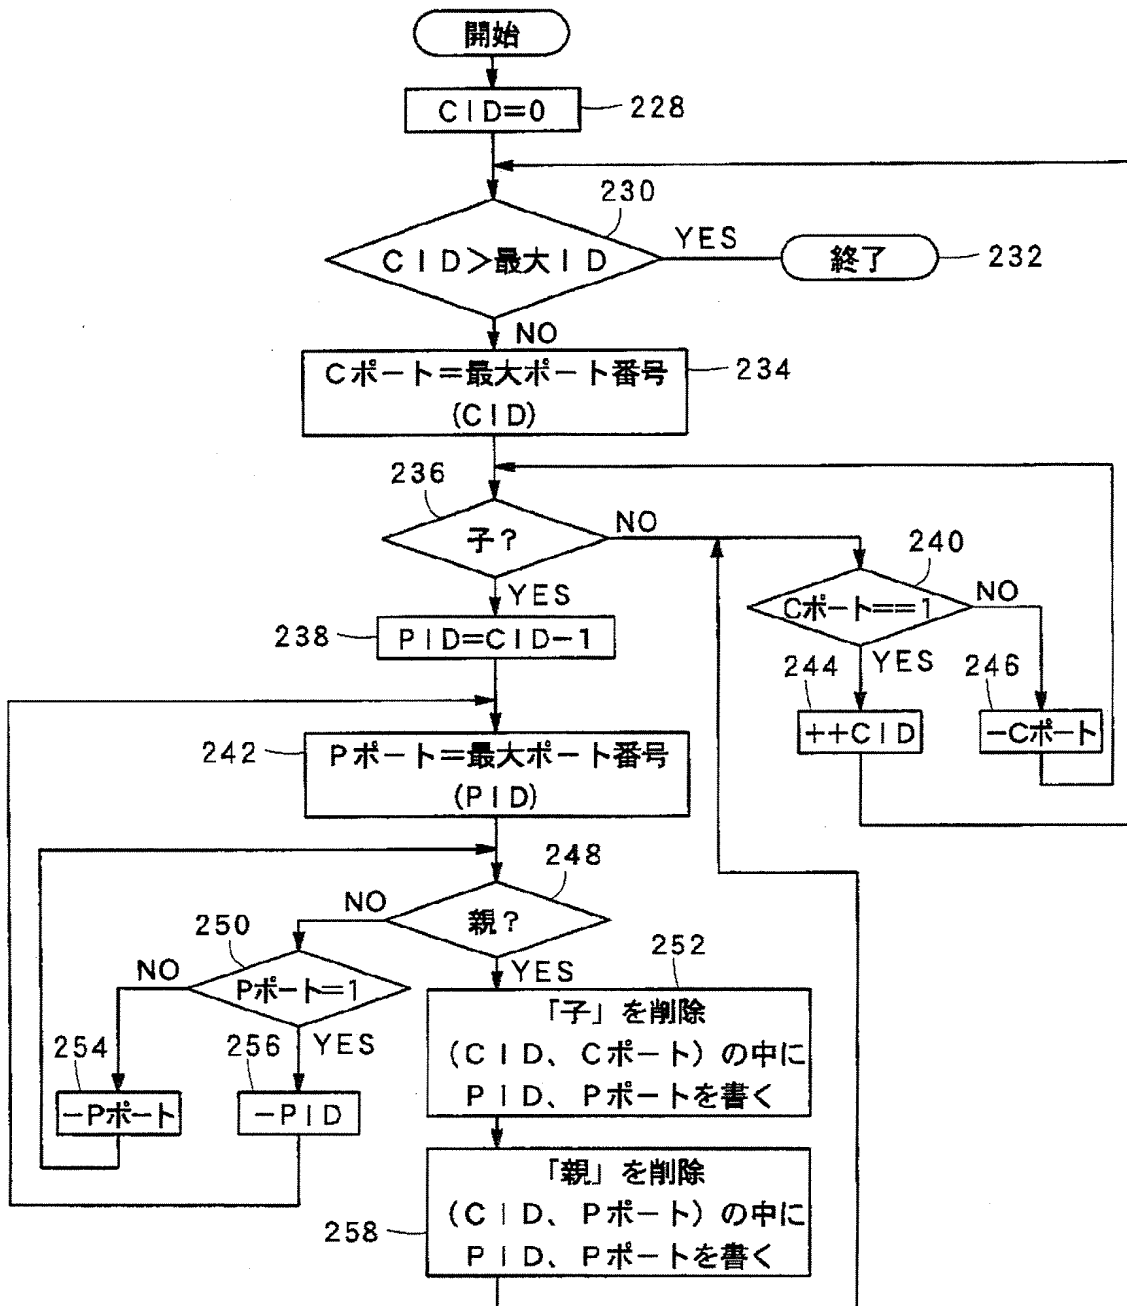 開始
CID=0
228
230
CID>最大ID
YES
終了
232
NO
Cポート=最大ポート番号
(CID)
234
236
子?
NO
YES
240
Cポート==1
NO
YES
238
PID=CID-1
244
++CID
246
-Cポート
242
Pポート=最大ポート番号
(PID)
248
親?
NO
YES
250
Pポート=1
NO
YES
252
「子」を削除
(CID、Cポート)の中に
PID、Pポートを書く
254
-Pポート
256
-PID
258
「親」を削除
(CID、Pポート)の中に
PID、Pポートを書く